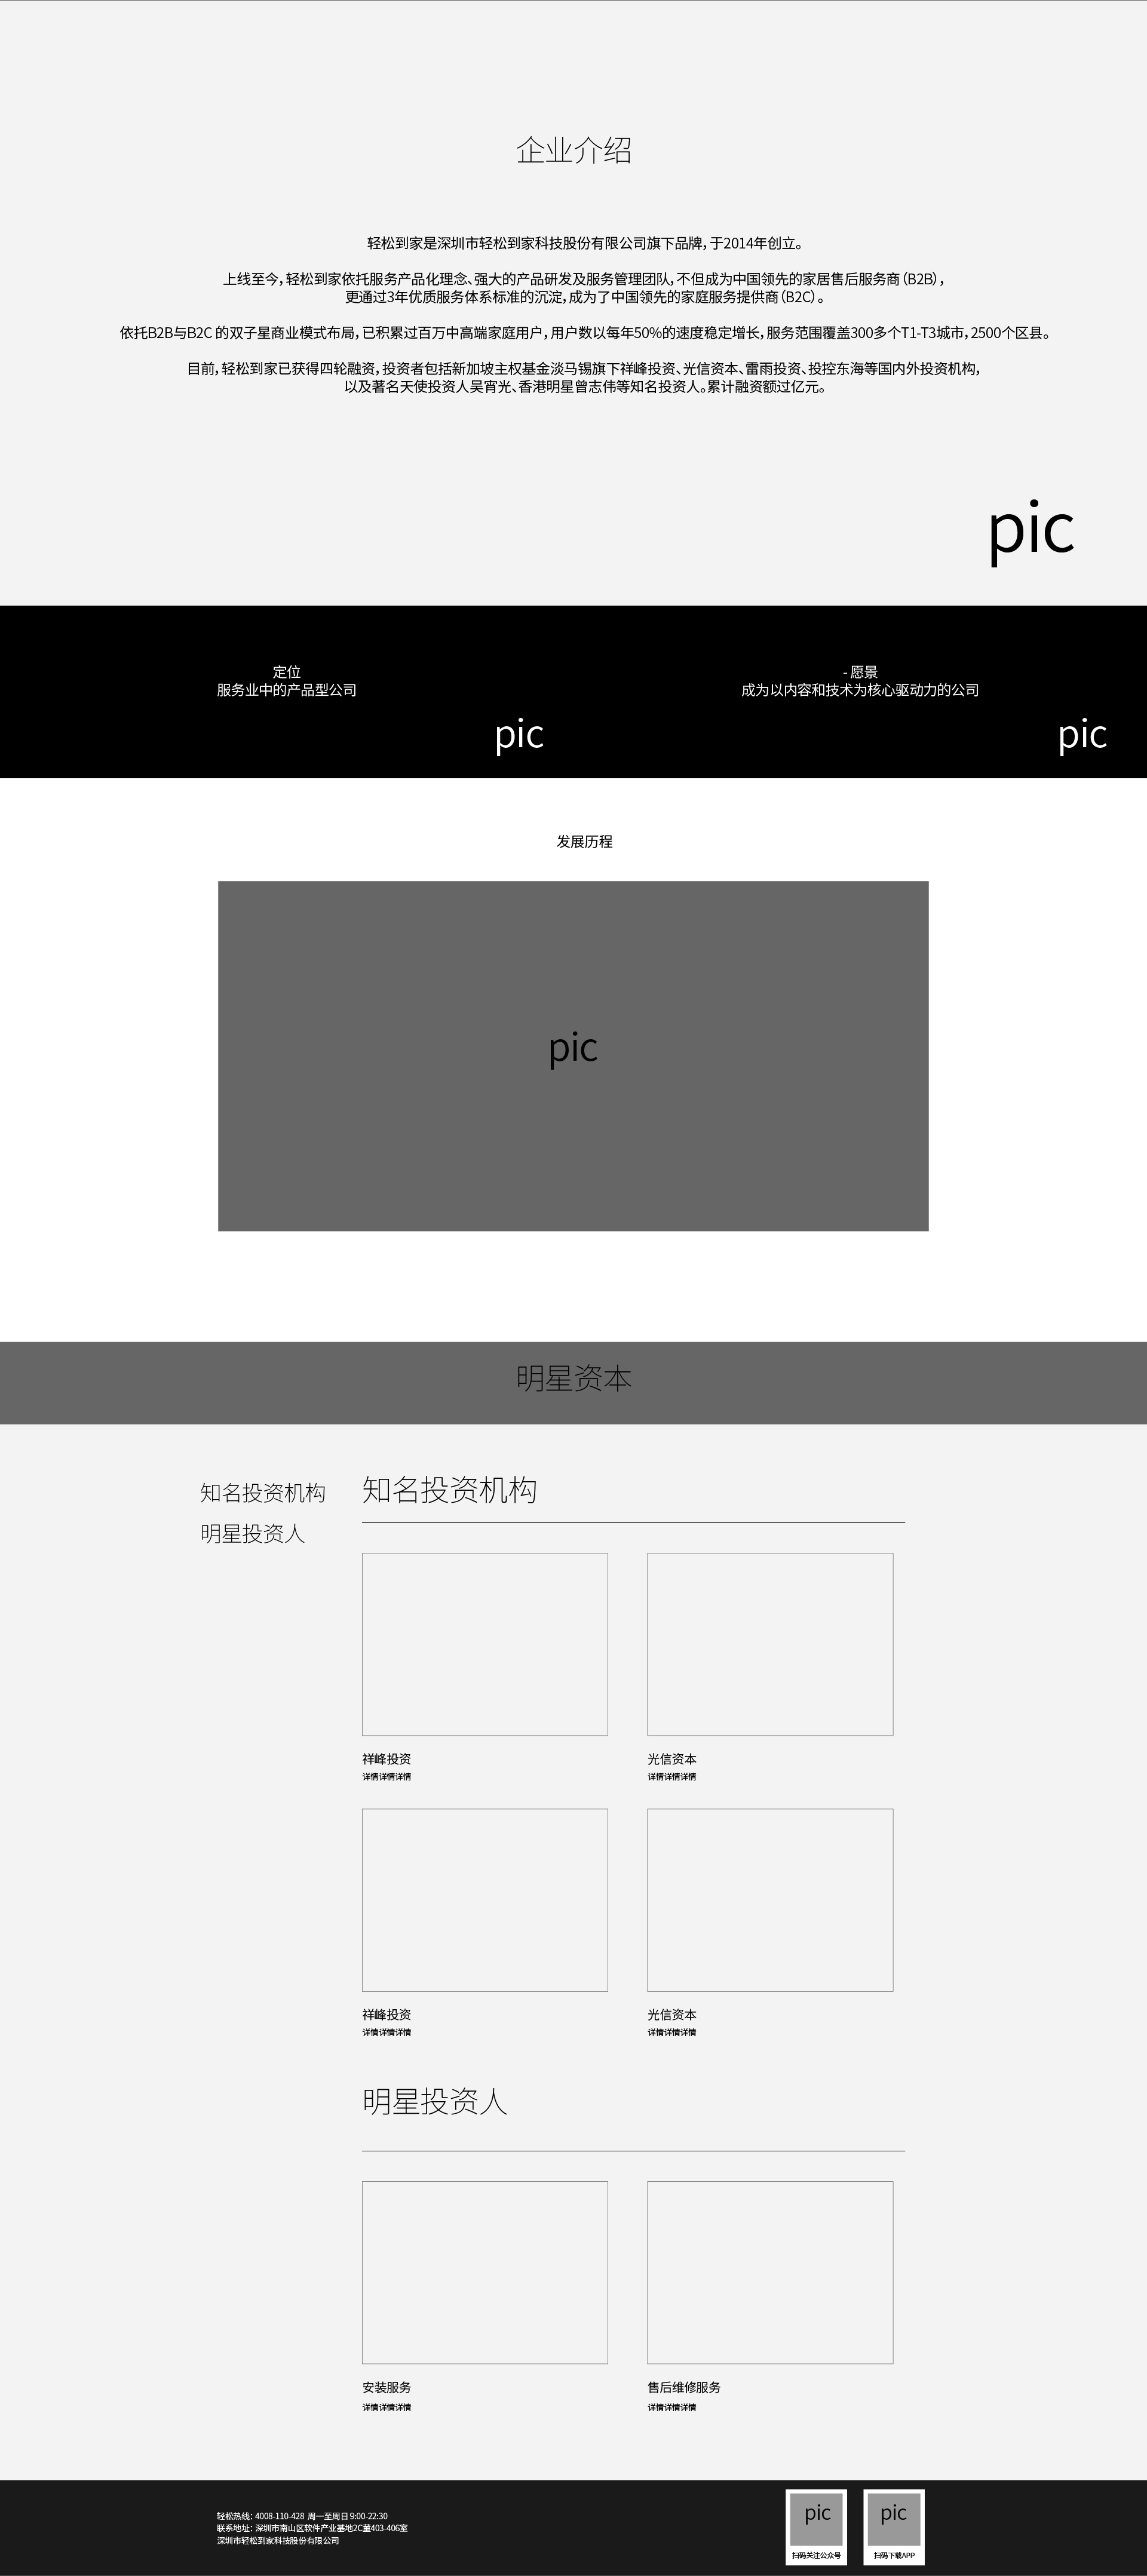 企业介绍
轻松到家是深圳市轻松到家科技股份有限公司旗下品牌，于2014年创立。
上线至今，轻松到家依托服务产品化理念、强大的产品研发及服务管理团队，不但成为中国领先的家居售后服务商（B2B），
更通过3年优质服务体系标准的沉淀，成为了中国领先的家庭服务提供商（B2C）。
依托B2B与B2C 的双子星商业模式布局，已积累过百万中高端家庭用户，用户数以每年50%的速度稳定增长，服务范围覆盖300多个T1-T3城市，2500个区县。
目前，轻松到家已获得四轮融资，投资者包括新加坡主权基金淡马锡旗下祥峰投资、光信资本、雷雨投资、投控东海等国内外投资机构，
以及著名天使投资人吴宵光、香港明星曾志伟等知名投资人。累计融资额过亿元。
pic
定位
服务业中的产品型公司
pic
- 愿景
成为以内容和技术为核心驱动力的公司
pic
发展历程
pic
明星资本
知名投资机构
明星投资人
知名投资机构
祥峰投资
详情详情详情
光信资本
详情详情详情
祥峰投资
详情详情详情
光信资本
详情详情详情
明星投资人
安装服务
详情详情详情
售后维修服务
详情详情详情
轻松热线：4008-110-428 周一至周日 9:00-22:30
联系地址：深圳市南山区软件产业基地2C董403-406室
深圳市轻松到家科技股份有限公司
pic
扫码关注公众号
pic
扫码下载APP